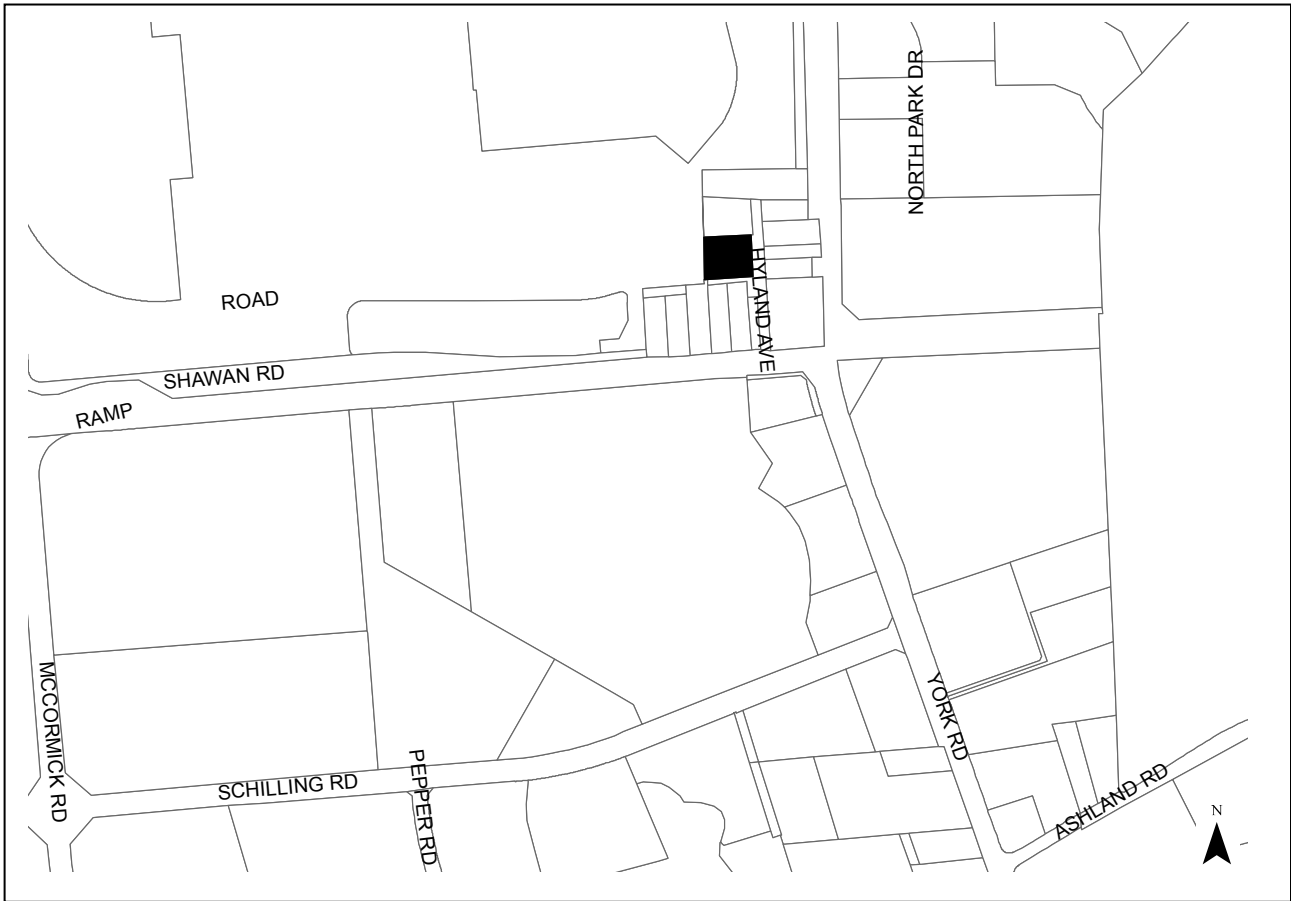 NORTH PARK DR
HYLAND AVE
ROAD
SHAWAN RD
RAMP
MCCORMICK RD
YORK RD
PEPPER RD
SCHILLING RD
ASHLAND RD
N